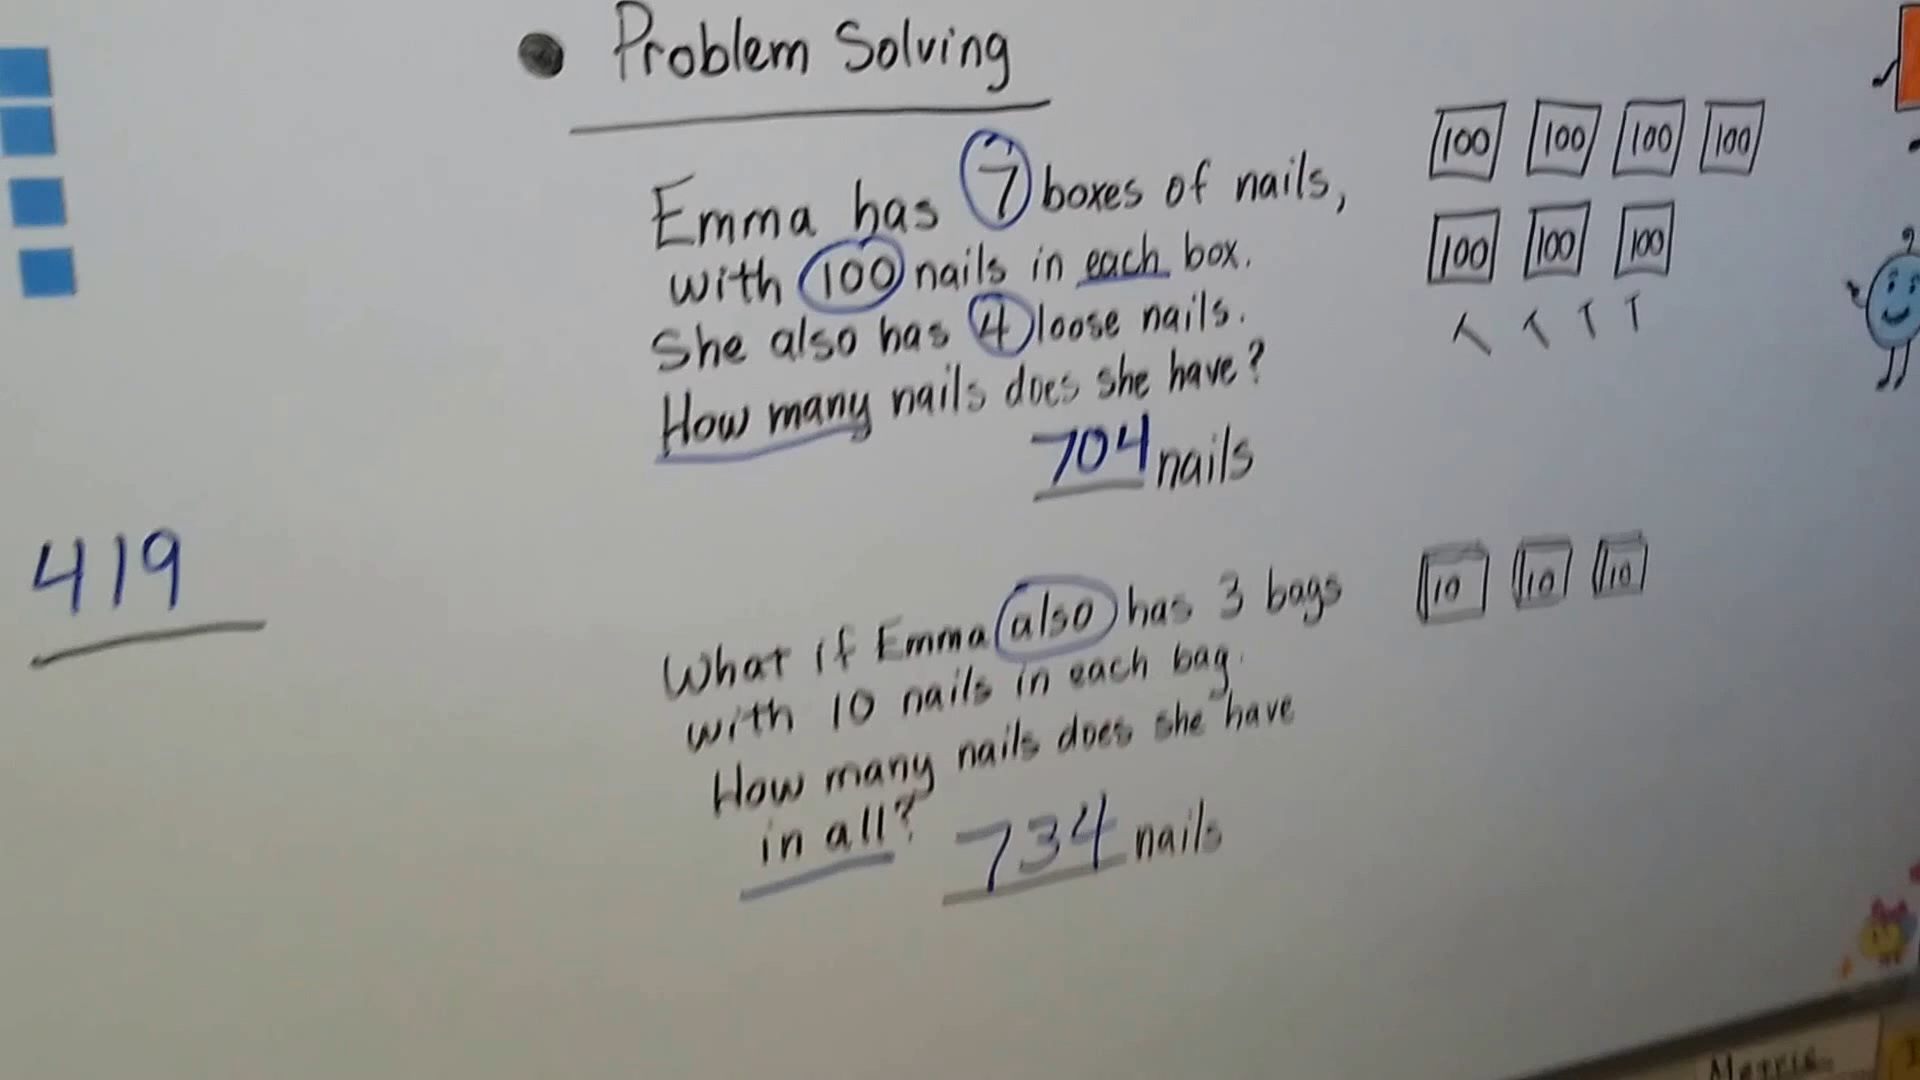 Problem Solving
Emma has 7 boxes of nails,
with 100 nails in each box.
She also has 4 loose nails.
How many nails does she have?
704 nails
100 100 100 100
100 100 100
419
What if Emma also has 3 bags
with 10 nails in each bag.
How many nails does she have
in all? 734 nails
10 10 10
Metric